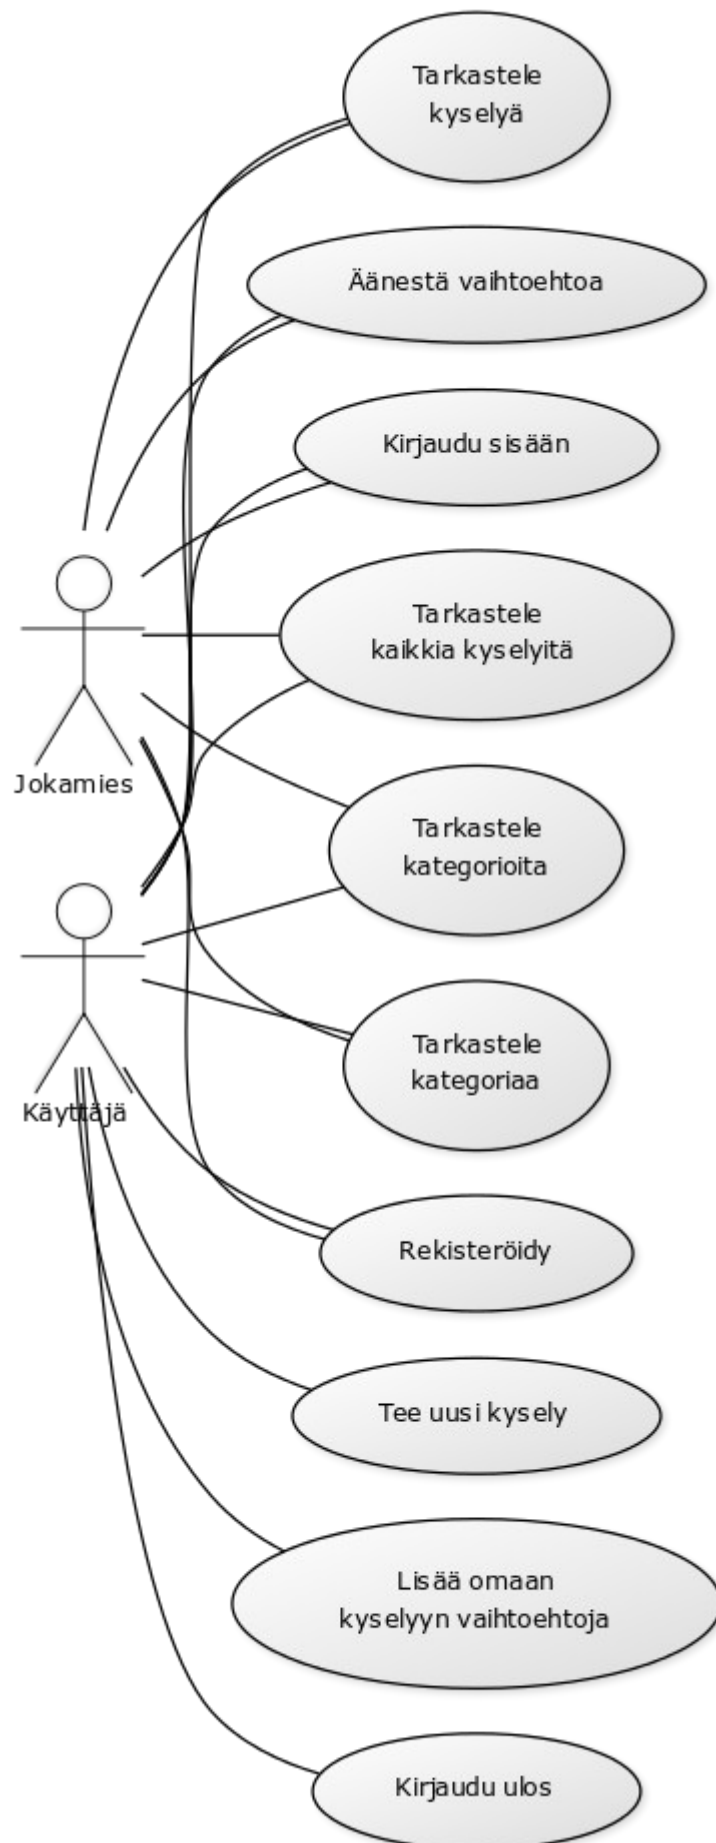 Tarkastele
kyselyä
Äänestä vaihtoehtoa
Kirjaudu sisään
Tarkastele
kaikkia kyselyitä
Jokamies
Tarkastele
kategorioita
Käyttäjä
Tarkastele
kategoriaa
Rekisteröidy
Tee uusi kysely
Lisää omaan
kyselyyn vaihtoehtoja
Kirjaudu ulos